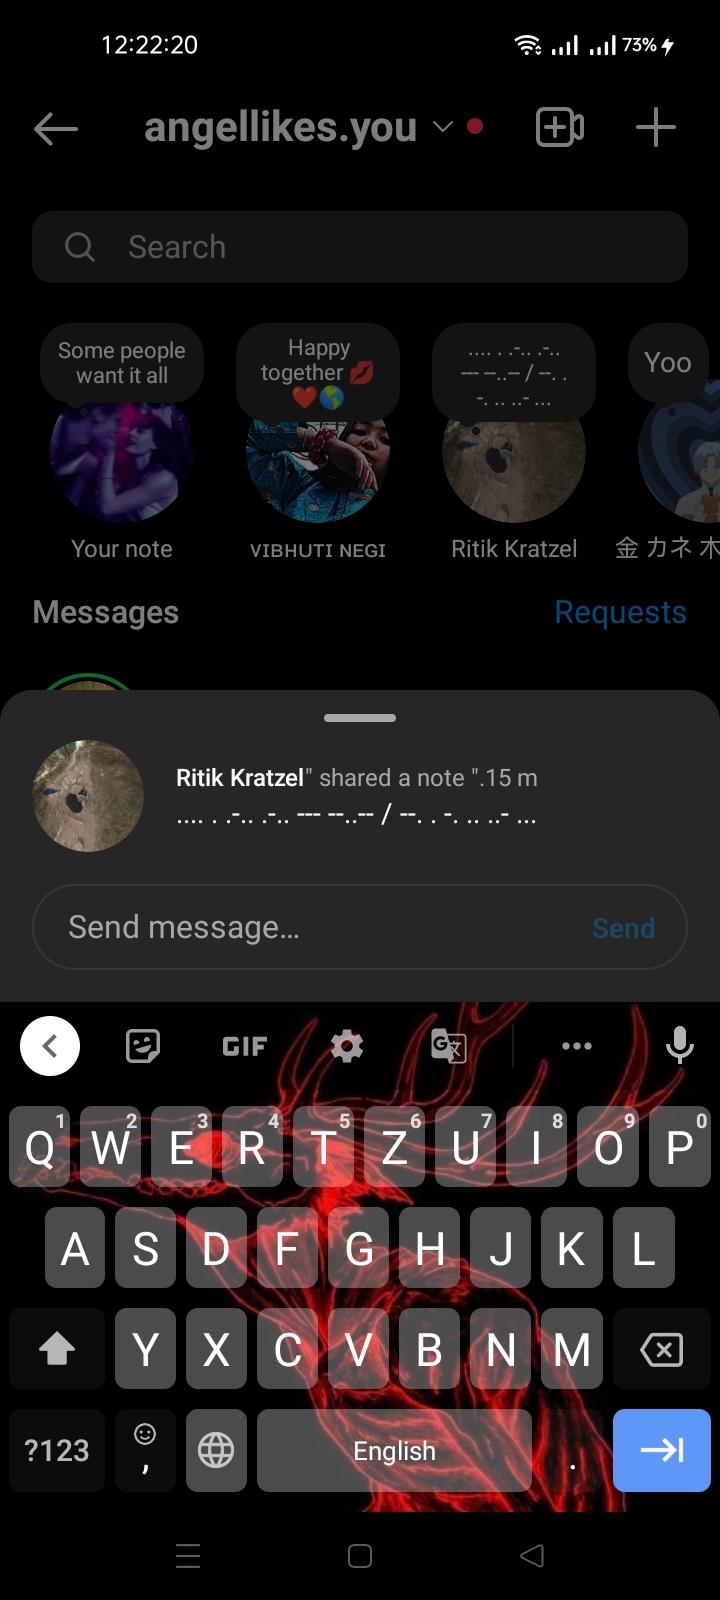 12:22:20
73%
angellikes.you
Search
Some people
want it all
Happy
together 💋
❤️🌎
.... . .-.. .-..
--- --..-- / --. .
-. .. ..- ...
Yoo
Your note
VIBHUTI NEGI
Ritik Kratzel
金 カネ 木
Messages
Requests
Ritik Kratzel" shared a note ".15 m
.... . .-.. .-.. --- --..-- / --. . -. .. ..- ...
Send message...
Send
GIF
G 文
1 2 3 4 5 6 7 8 9 0
Q W E R T Z U I O P
A S D F G H J K L
Y X C V B N M
?123
,
English
.